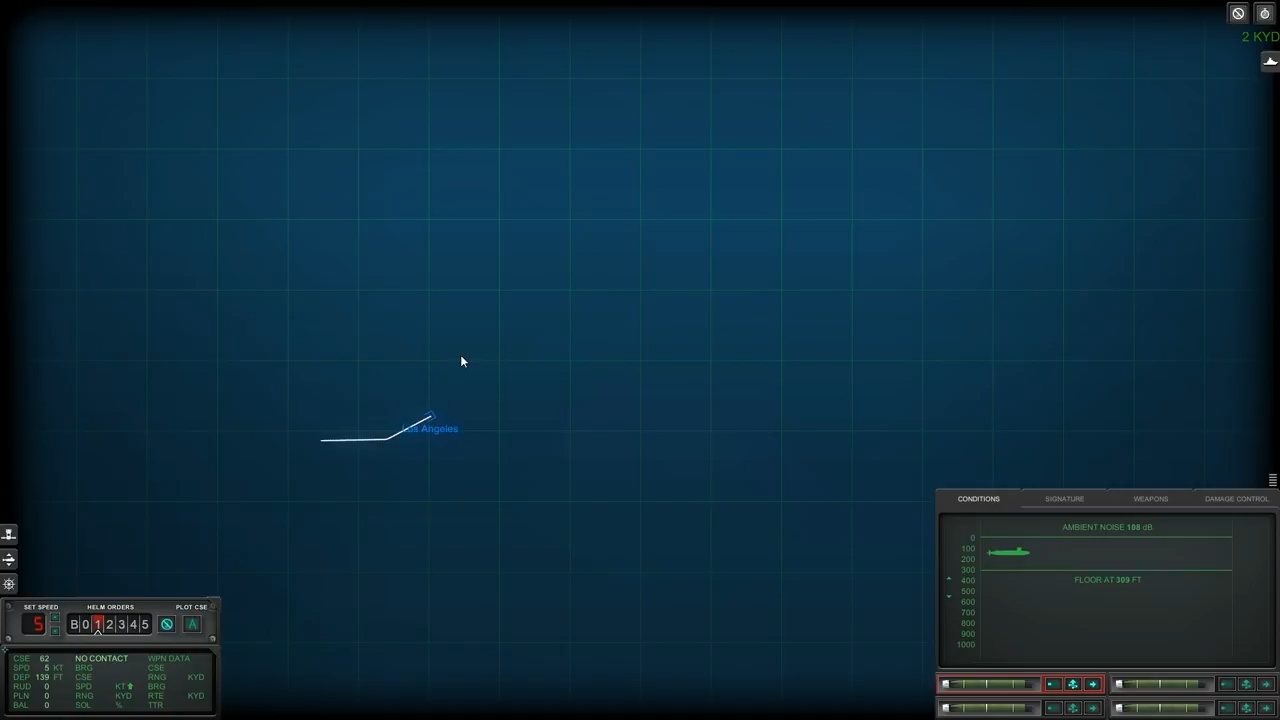 2 KYD
Los Angeles
CONDITIONS SIGNATURE WEAPONS DAMAGE CONTROL
AMBIENT NOISE 108 dB
0
100
200
300
400
500
600
700
800
900
1000
FLOOR AT 309 FT
SET SPEED HELM ORDERS PLOT CSE
5 B 0 1 2 3 4 5 A
CSE 62 NO CONTACT WPN DATA
SPD 5 KT BRG CSE
DEP 139 FT CSE RNG KYD
RUD 0 SPD KT BRG
PLN 0 RNG KYD RTE KYD
BAL 0 SOL % TTR